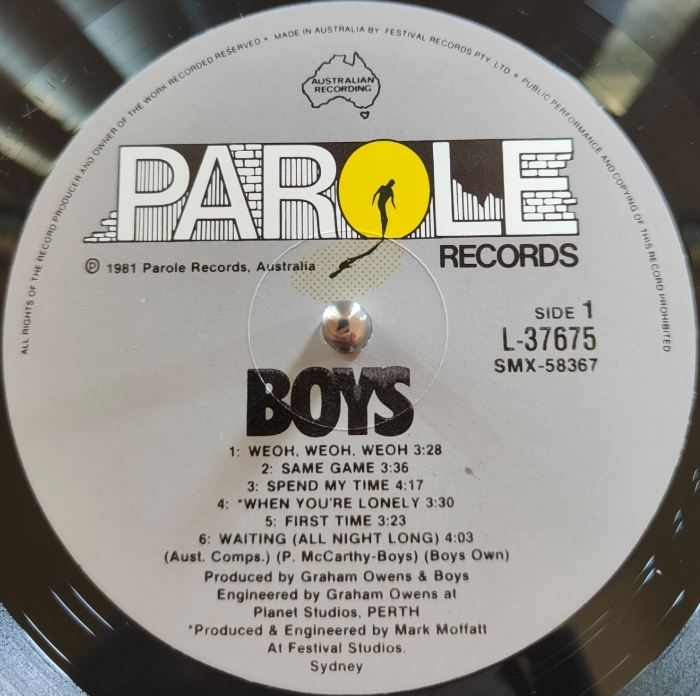 ALL RIGHTS OF THE RECORD PRODUCER AND OWNER OF THE WORK RECORDED RESERVED • MADE IN AUSTRALIA BY FESTIVAL RECORDS PTY. LTD • PUBLIC PERFORMANCE AND COPYING OF THIS RECORD PROHIBITED
AUSTRALIAN
RECORDING
PAROLE
RECORDS
℗ 1981 Parole Records, Australia
SIDE 1
L-37675
SMX-58367
BOYS
1: WEOH, WEOH, WEOH 3:28
2: SAME GAME 3:36
3: SPEND MY TIME 4:17
4: *WHEN YOU'RE LONELY 3:30
5: FIRST TIME 3:23
6: WAITING (ALL NIGHT LONG) 4:03
(Aust. Comps.) (P. McCarthy-Boys) (Boys Own)
Produced by Graham Owens & Boys
Engineered by Graham Owens at
Planet Studios, PERTH
*Produced & Engineered by Mark Moffatt
At Festival Studios.
Sydney